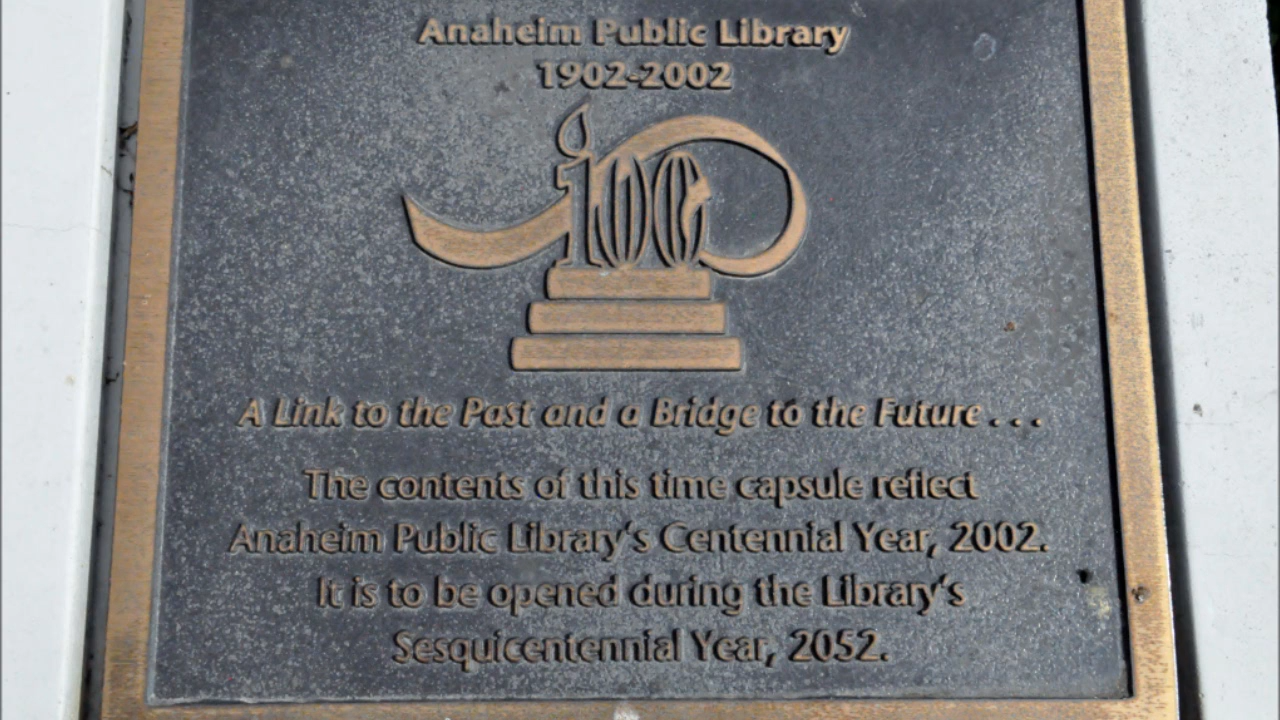 Anaheim Public Library
1902-2002
100
A Link to the Past and a Bridge to the Future . . .
The contents of this time capsule reflect
Anaheim Public Library's Centennial Year, 2002.
It is to be opened during the Library's
Sesquicentennial Year, 2052.